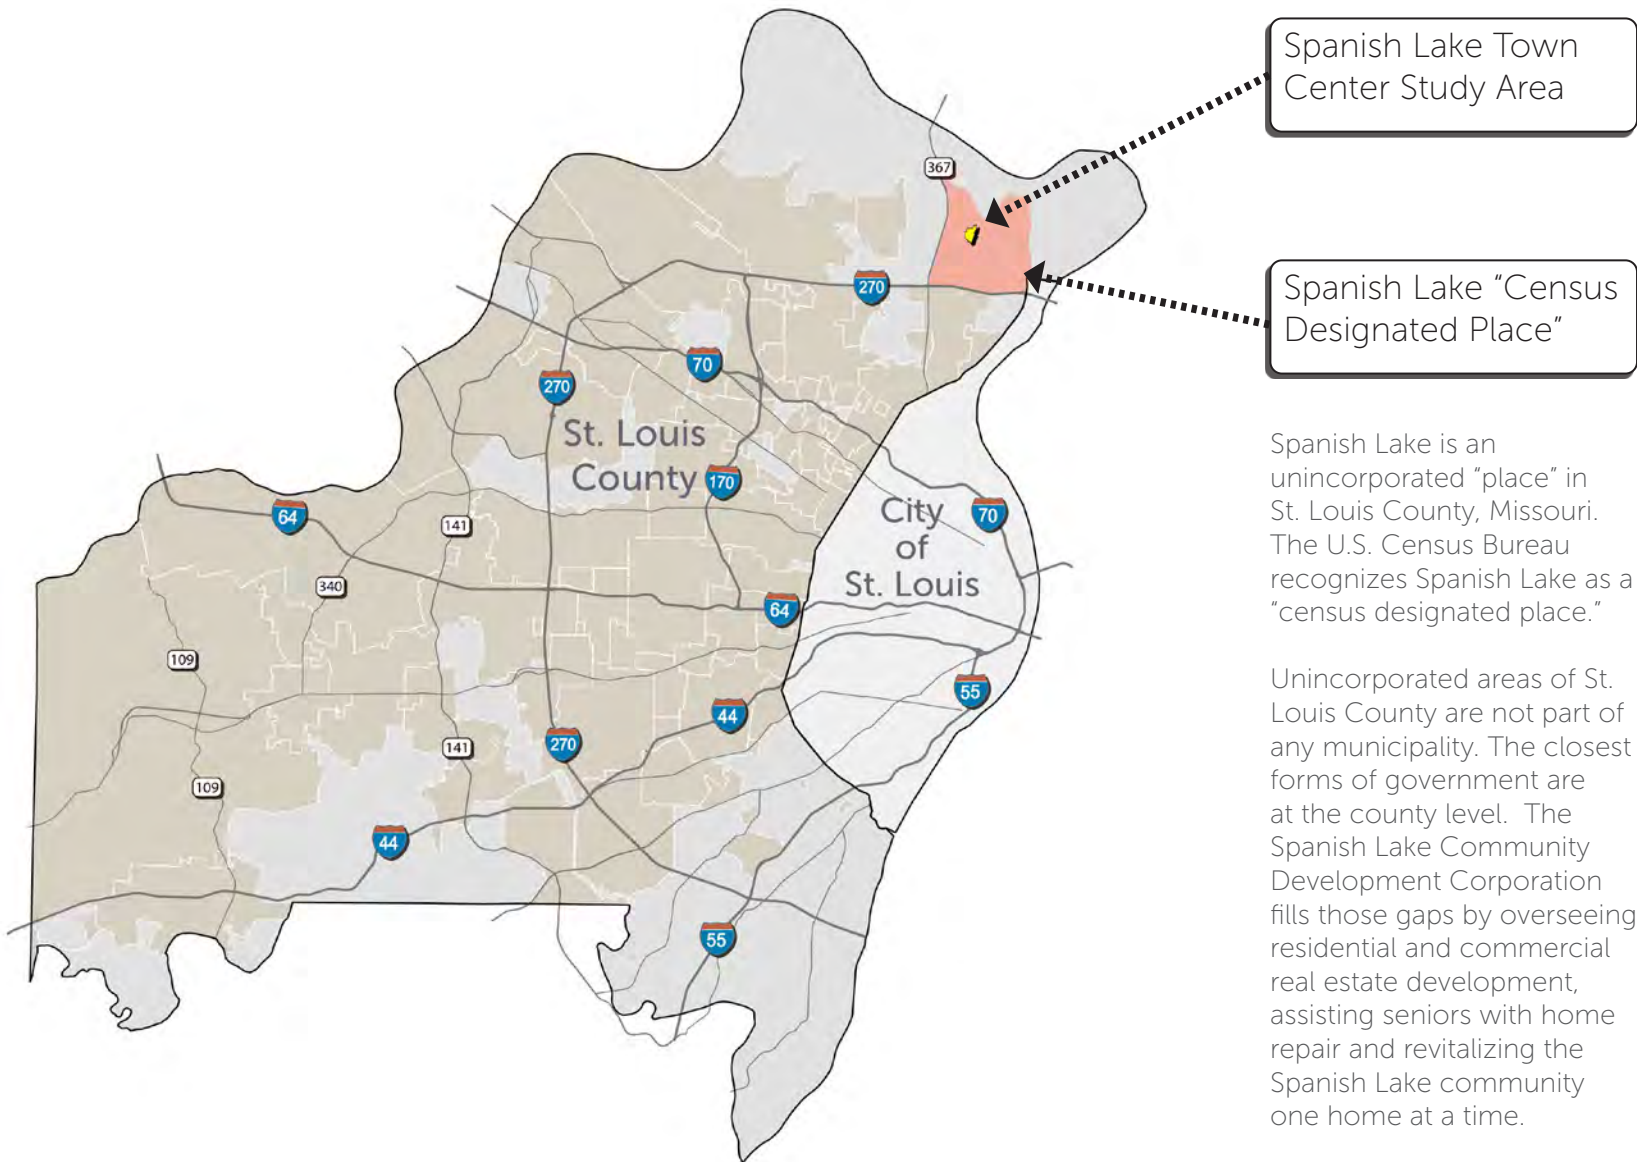 Spanish Lake Town
Center Study Area
367
Spanish Lake "Census
Designated Place"
270
70
270
St. Louis
County
170
64
141
City
of
St. Louis
70
340
64
109
55
44
270
141
109
44
55
Spanish Lake is an
unincorporated “place” in
St. Louis County, Missouri.
The U.S. Census Bureau
recognizes Spanish Lake as a
“census designated place.”
Unincorporated areas of St.
Louis County are not part of
any municipality. The closest
forms of government are
at the county level.  The
Spanish Lake Community
Development Corporation
fills those gaps by overseeing
residential and commercial
real estate development,
assisting seniors with home
repair and revitalizing the
Spanish Lake community
one home at a time.